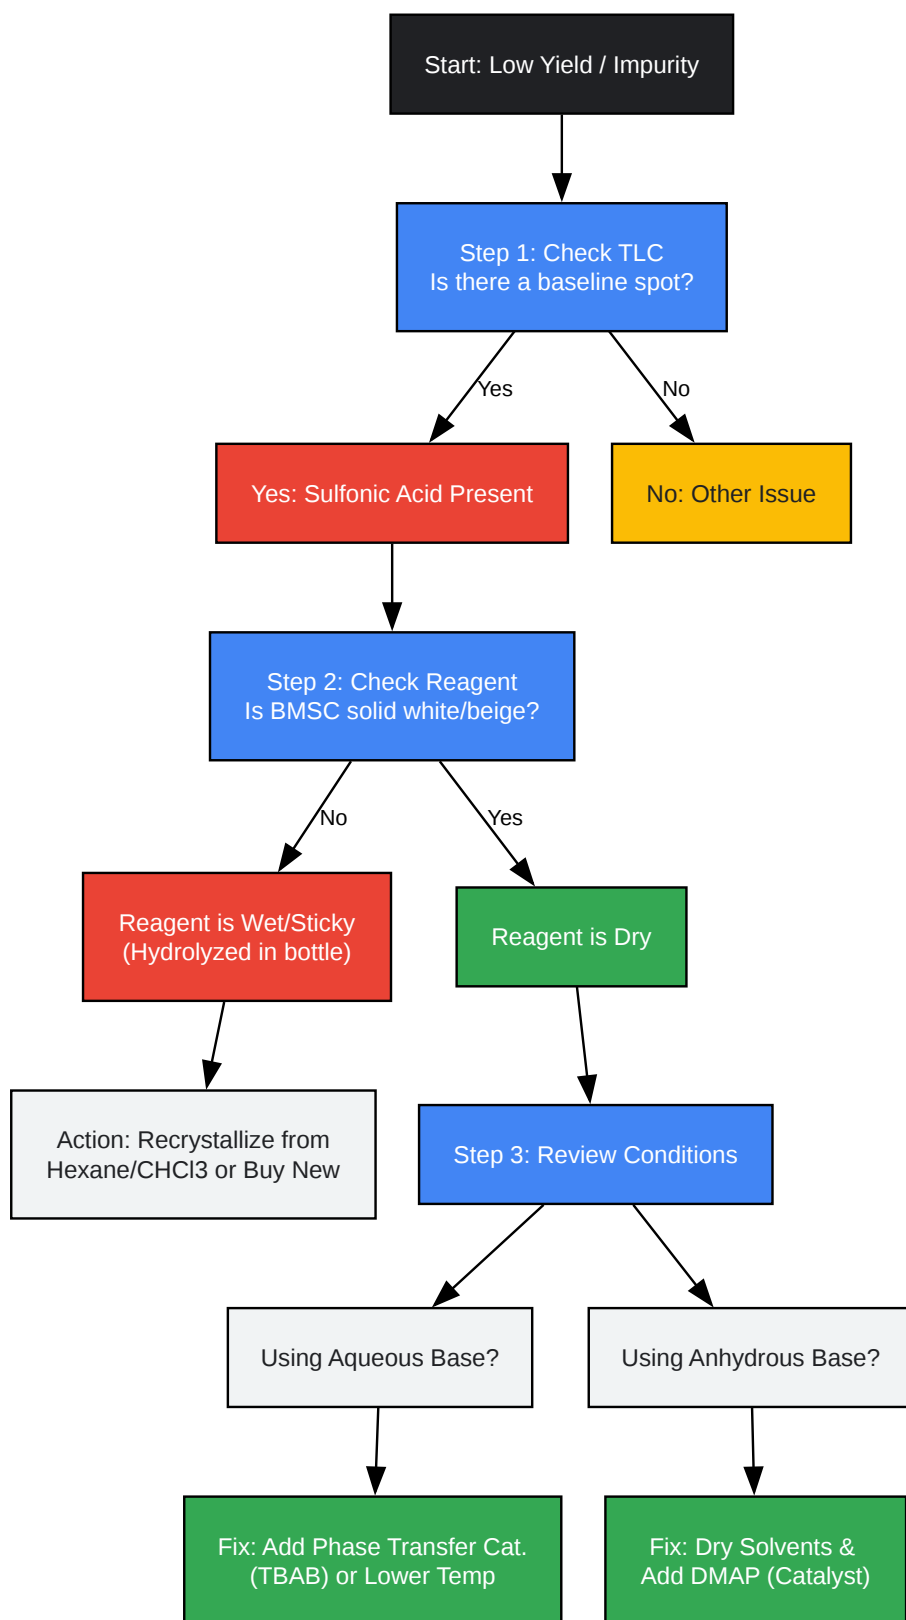 Start: Low Yield / Impurity
Step 1: Check TLC
Is there a baseline spot?
Yes
No
Yes: Sulfonic Acid Present
No: Other Issue
Step 2: Check Reagent
Is BMSC solid white/beige?
No
Yes
Reagent is Wet/Sticky
(Hydrolyzed in bottle)
Reagent is Dry
Action: Recrystallize from
Hexane/CHCl3 or Buy New
Step 3: Review Conditions
Using Aqueous Base?
Using Anhydrous Base?
Fix: Add Phase Transfer Cat.
(TBAB) or Lower Temp
Fix: Dry Solvents &
Add DMAP (Catalyst)